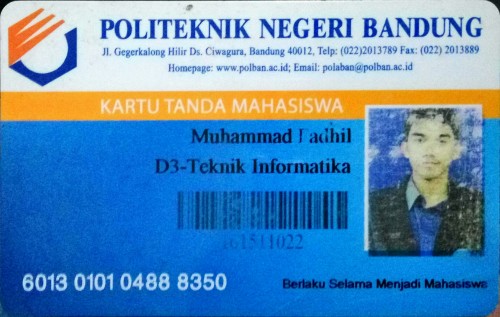 POLITEKNIK NEGERI BANDUNG
Jl. Gegerkalong Hilir Ds. Ciwagura, Bandung 40012, Telp: (022)2013789 Fax: (022) 2013889
Homepage: www.polban.ac.id; Email: polaban@polban.ac.id
KARTU TANDA MAHASISWA
Muhammad Fadhil
D3-Teknik Informatika
161511022
6013 0101 0488 8350
Berlaku Selama Menjadi Mahasiswa